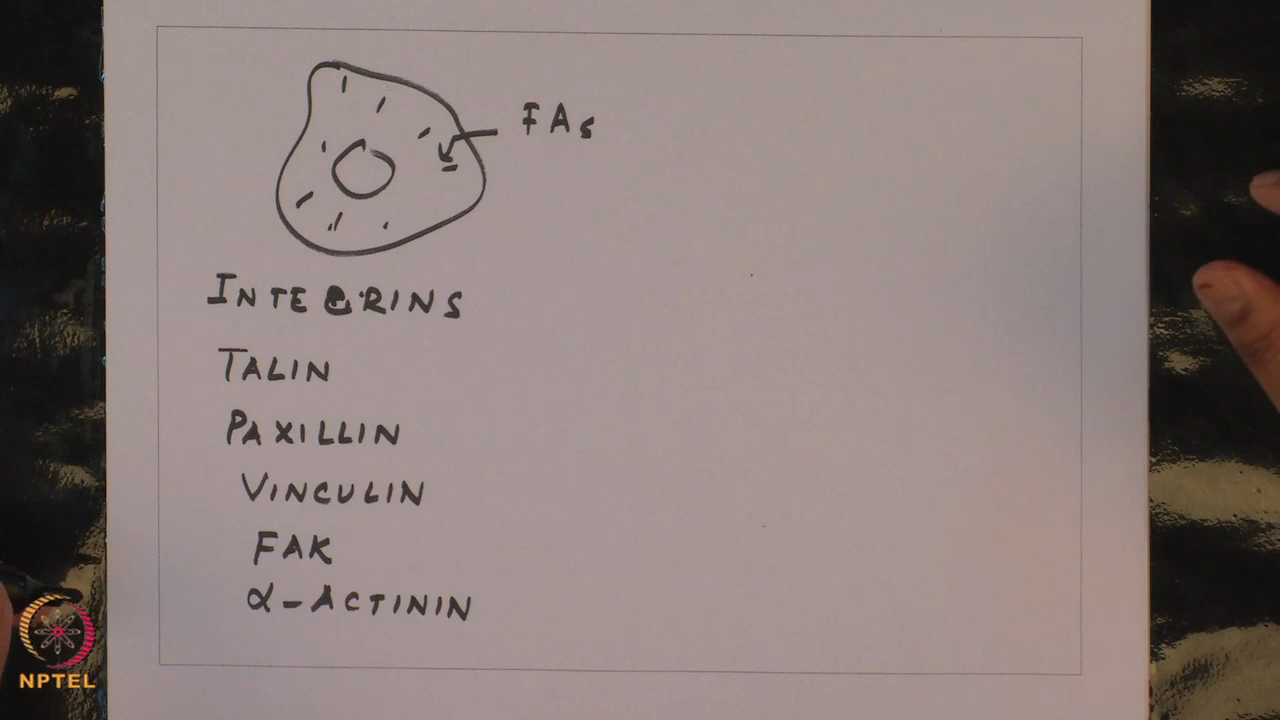 FAs
INTEGRINS
TALIN
PAXILLIN
VINCULIN
FAK
α-ACTININ
NPTEL